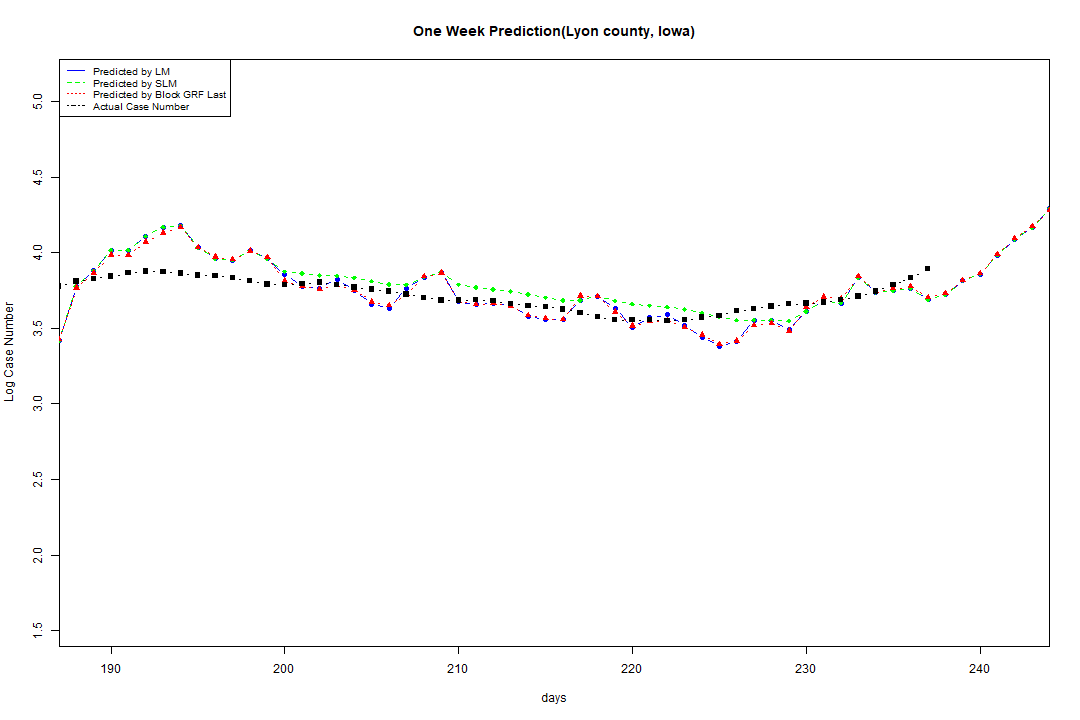 One Week Prediction(Lyon county, Iowa)
Predicted by LM
Predicted by SLM
Predicted by Block GRF Last
Actual Case Number
5.0
4.5
4.0
3.5
3.0
2.5
2.0
1.5
Log Case Number
190 200 210 220 230 240
days